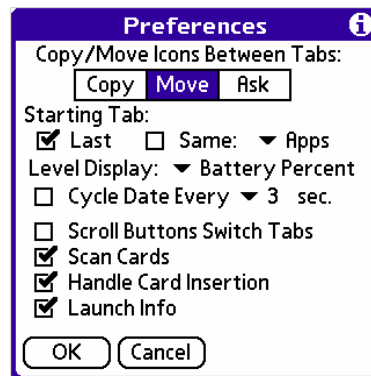 Preferences i
Copy/Move Icons Between Tabs:
Copy Move Ask
Starting Tab:
Last Same: Apps
Level Display: Battery Percent
Cycle Date Every 3 sec.
Scroll Buttons Switch Tabs
Scan Cards
Handle Card Insertion
Launch Info
OK Cancel